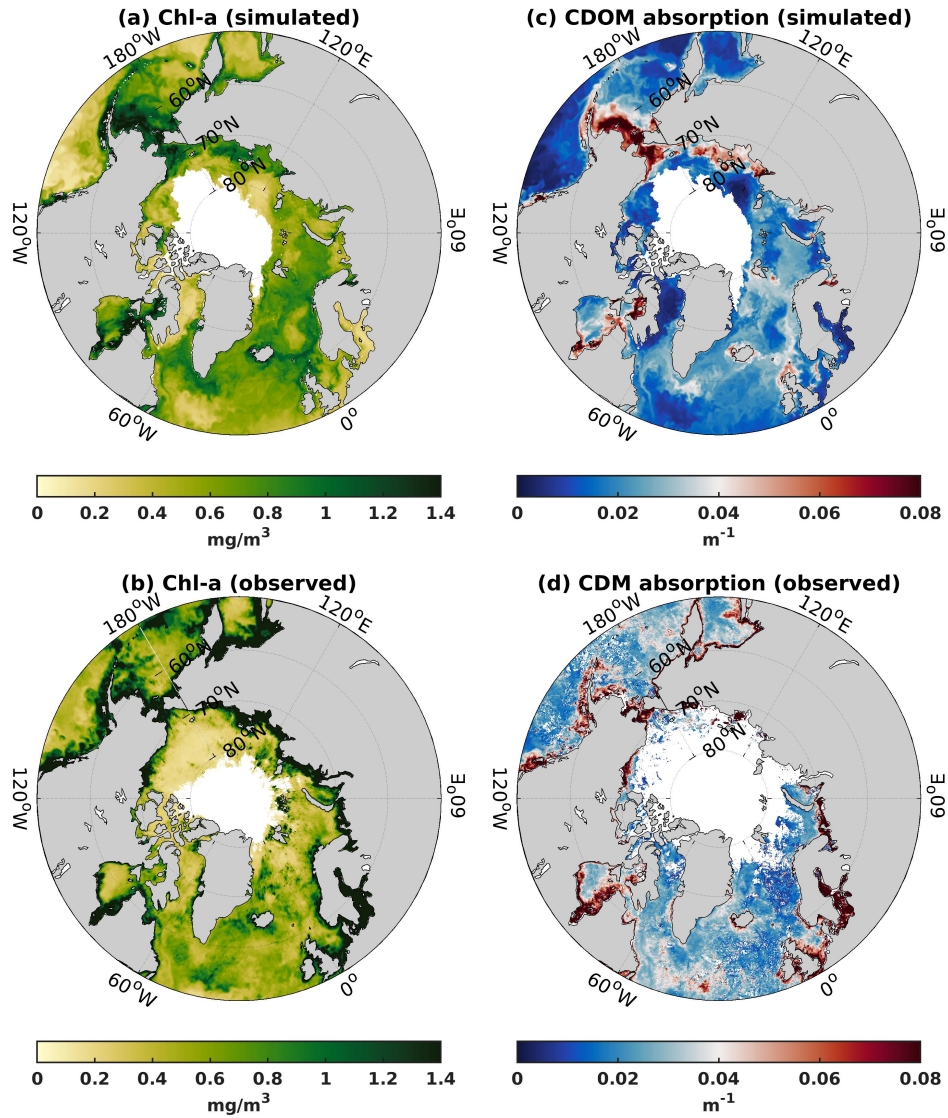 (a) Chl-a (simulated)
180°W
120°E
60°N
70°N
80°N
120°W
60°E
60°W
0°
0 0.2 0.4 0.6 0.8 1 1.2 1.4
mg/m³
(c) CDOM absorption (simulated)
180°W
120°E
60°N
70°N
80°N
120°W
60°E
60°W
0°
0 0.02 0.04 0.06 0.08
m⁻¹
(b) Chl-a (observed)
180°W
120°E
60°N
70°N
80°N
120°W
60°E
60°W
0°
0 0.2 0.4 0.6 0.8 1 1.2 1.4
mg/m³
(d) CDM absorption (observed)
180°W
120°E
60°N
70°N
80°N
120°W
60°E
60°W
0°
0 0.02 0.04 0.06 0.08
m⁻¹